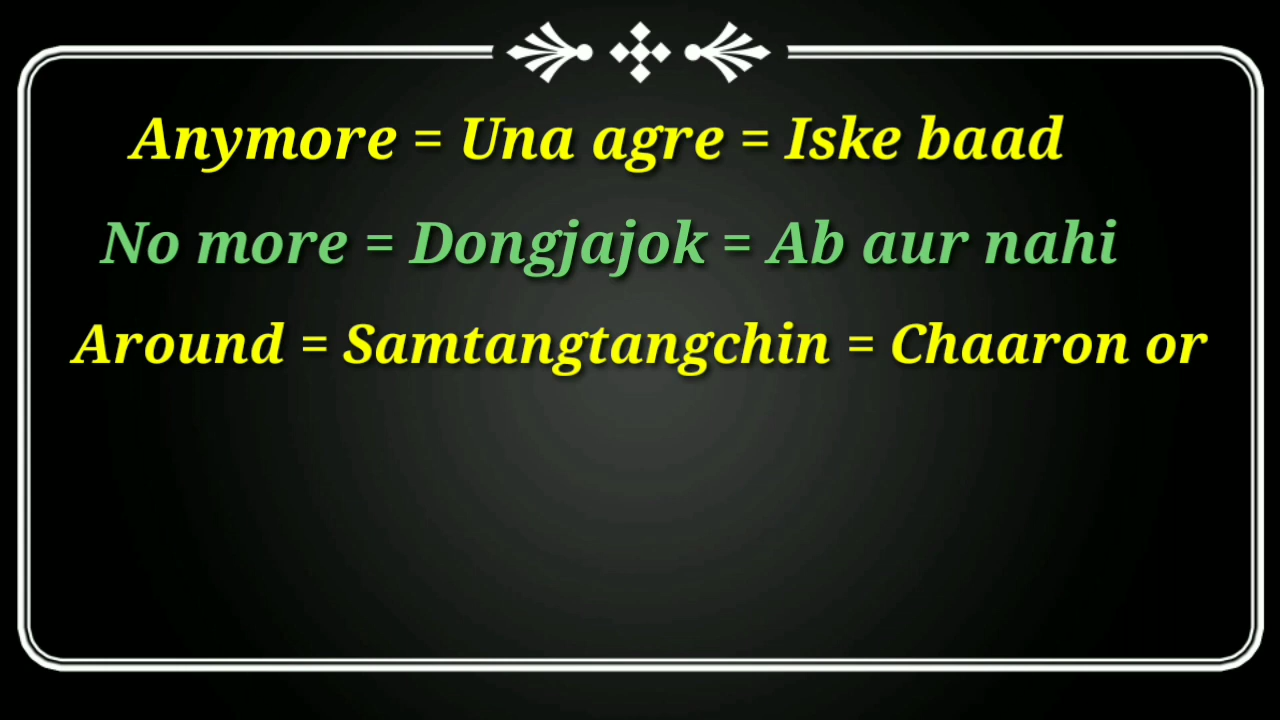 Anymore = Una agre = Iske baad
No more = Dongjajok = Ab aur nahi
Around = Samtangtangchin = Chaaron or